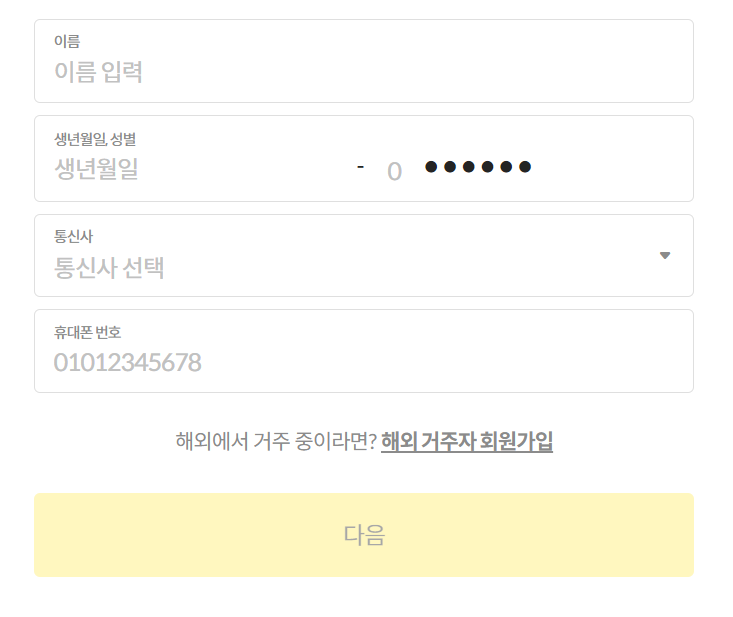 이름
이름 입력
생년월일, 성별
생년월일 - 0 ●●●●●●
통신사
통신사 선택
휴대폰 번호
01012345678
해외에서 거주 중이라면? 해외 거주자 회원가입
다음